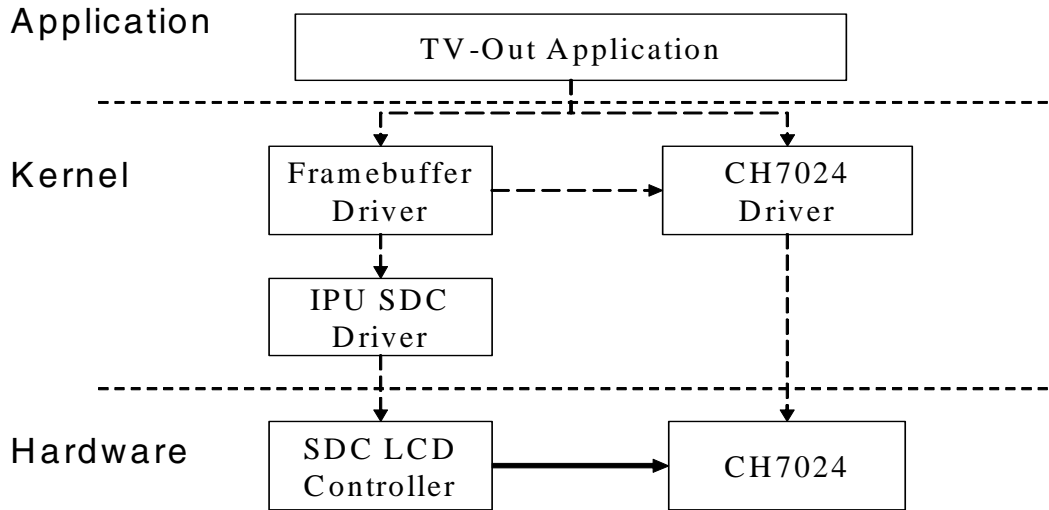 Application
TV-Out Application
Kernel
Framebuffer
Driver
CH7024
Driver
IPU SDC
Driver
Hardware
SDC LCD
Controller
CH7024